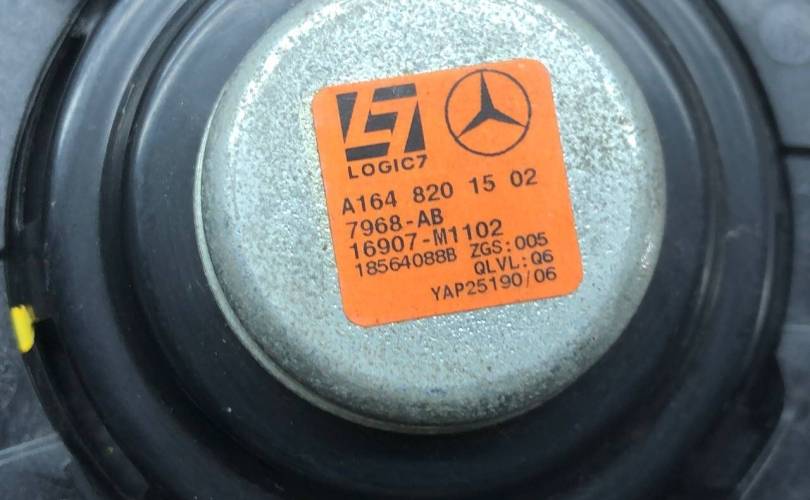 LOGIC7
A164 820 15 02
7968-AB
16907-M1102
18564088B ZGS:005
QLVL:Q6
YAP25190/06